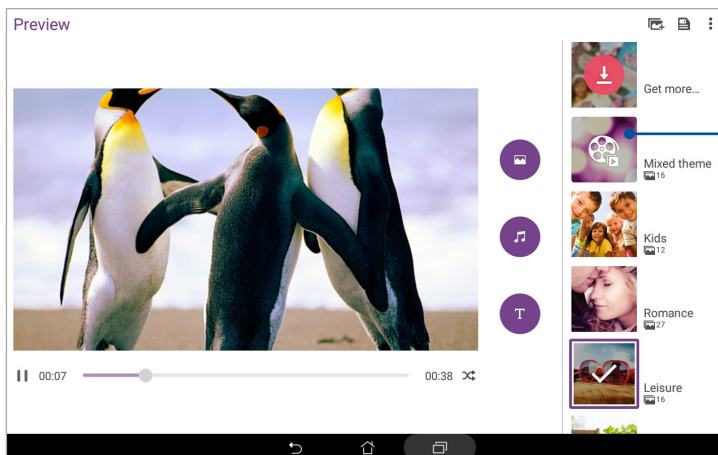 Preview
Get more...
Mixed theme
16
Kids
12
T
Romance
27
Leisure
16
00:07
00:38